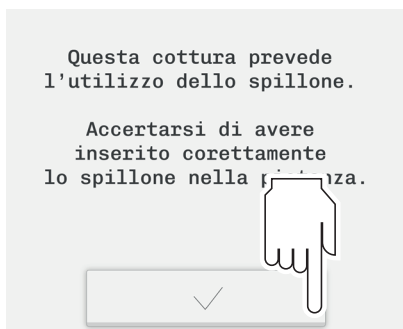 Questa cottura prevede
l'utilizzo dello spillone.
Accertarsi di avere
inserito corettamente
lo spillone nella